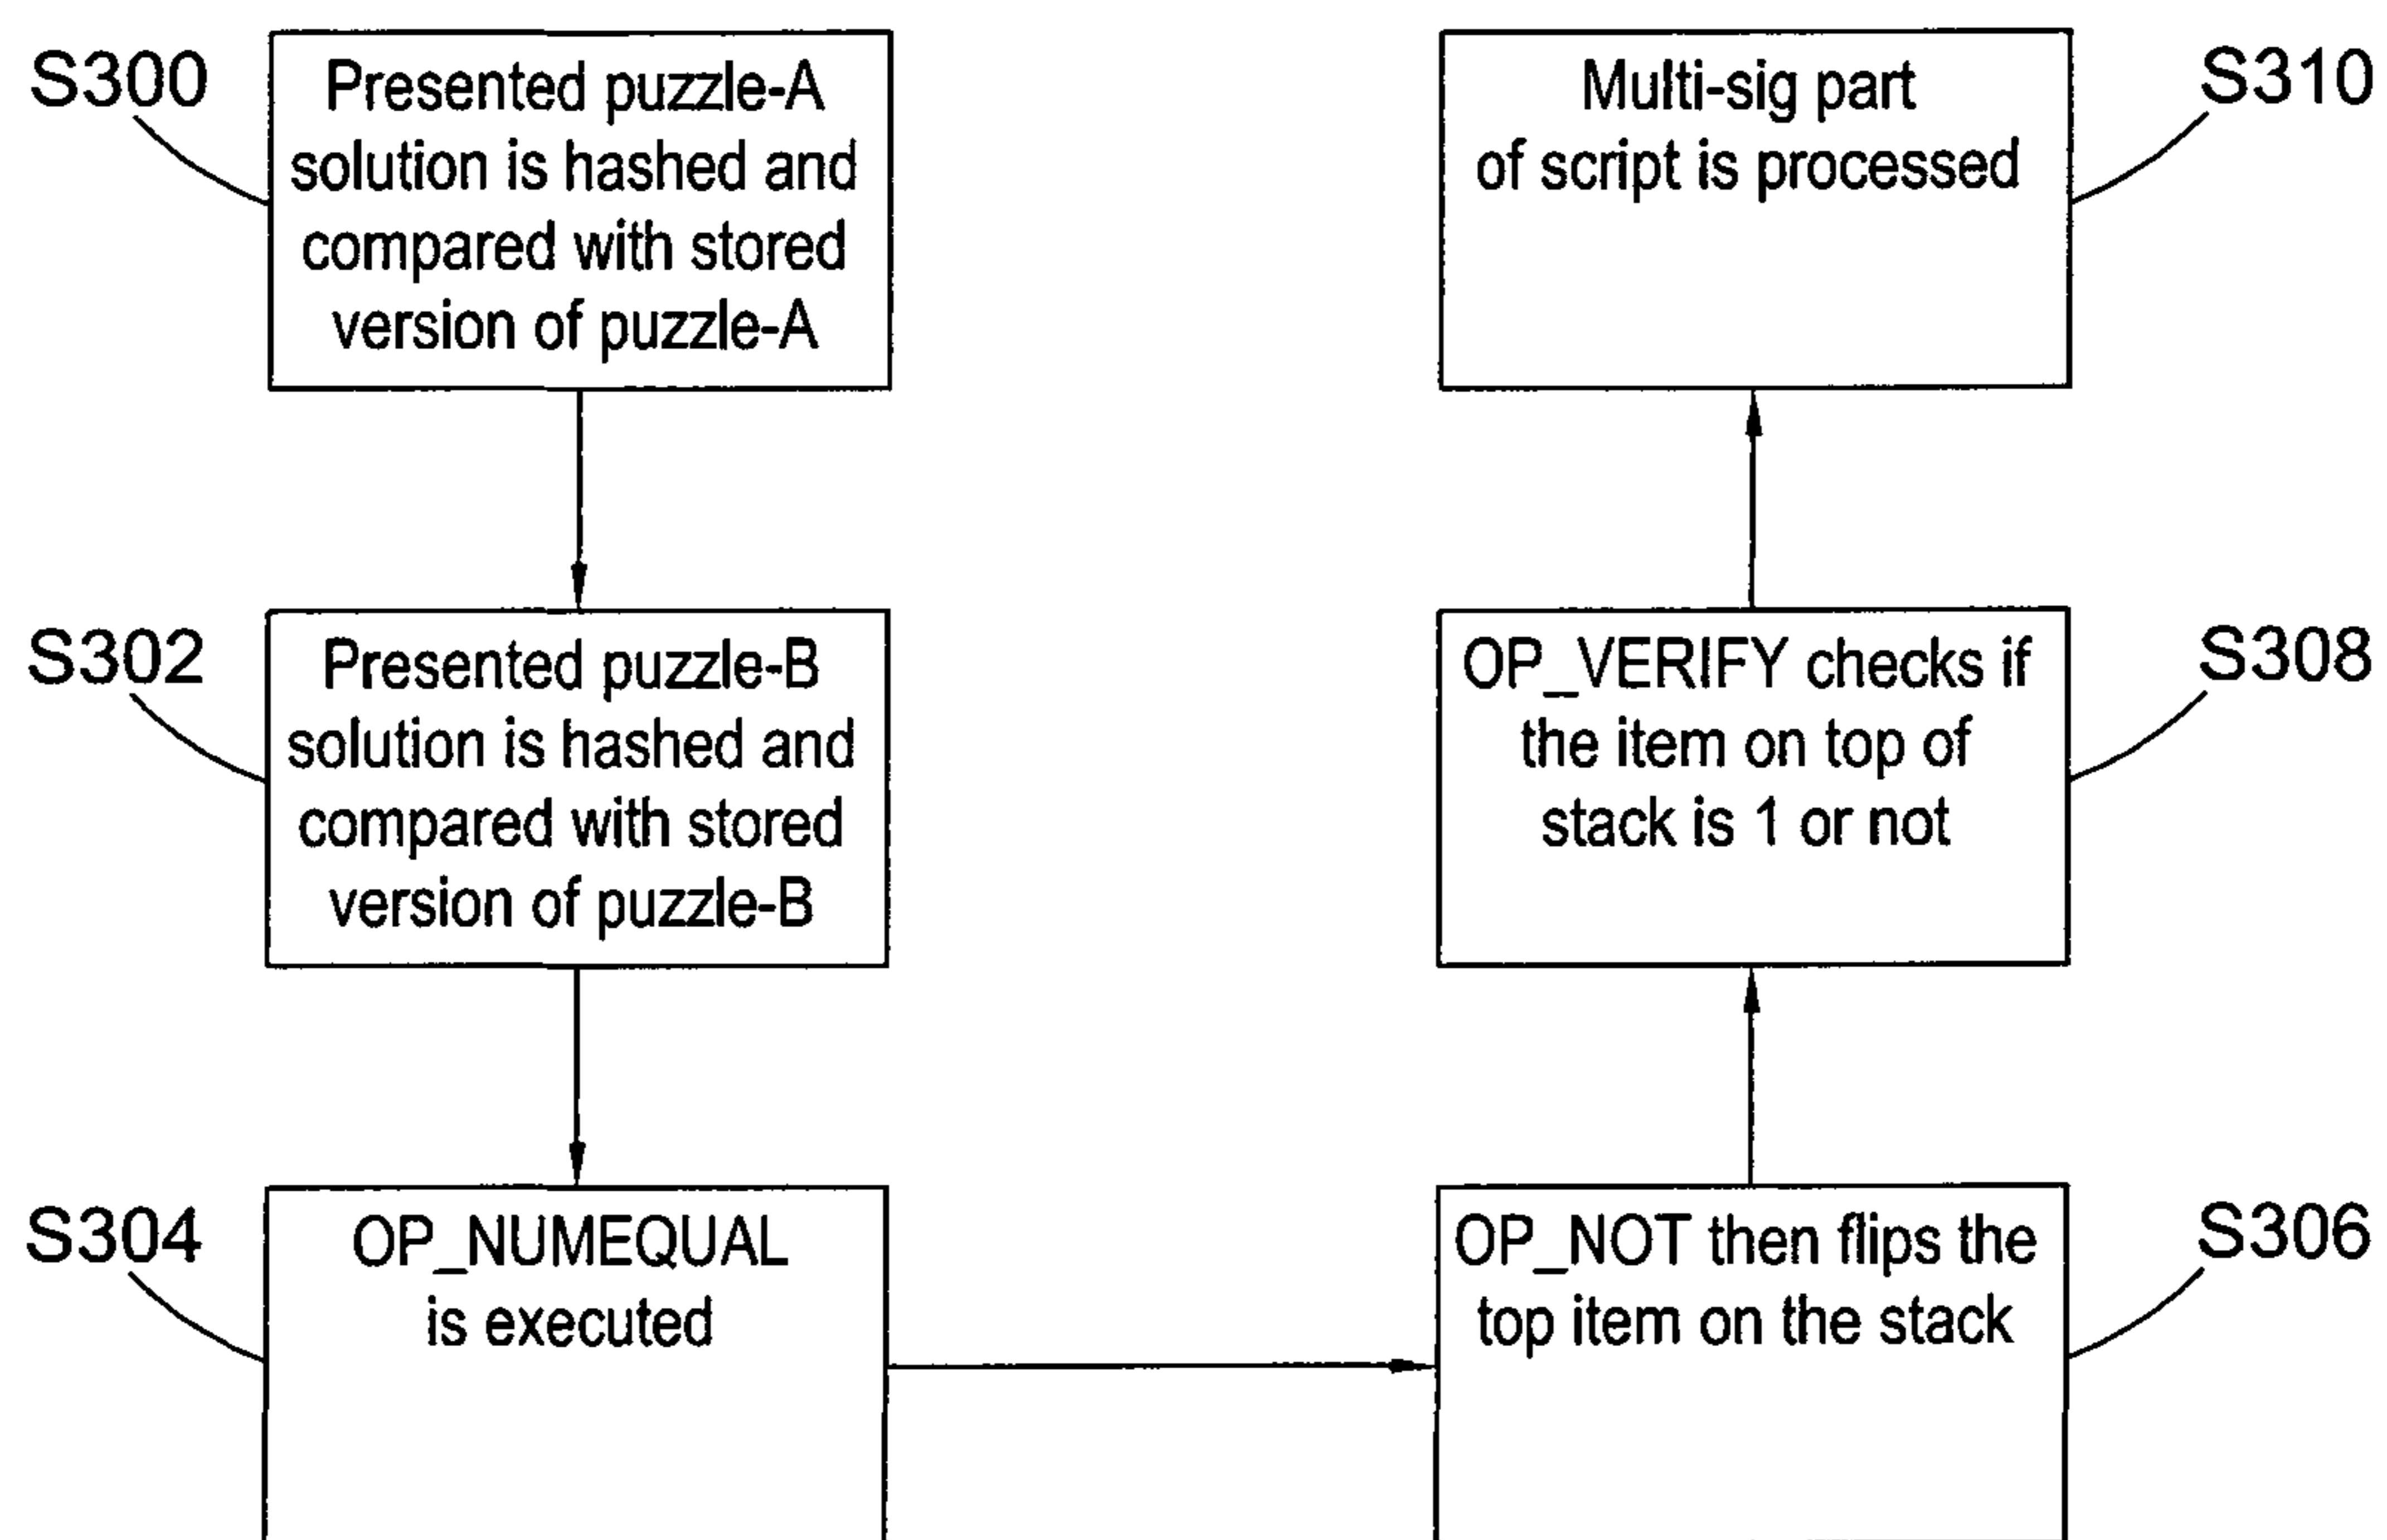 S300
Presented puzzle-A
solution is hashed and
compared with stored
version of puzzle-A
S302
Presented puzzle-B
solution is hashed and
compared with stored
version of puzzle-B
S304
OP_NUMEQUAL
is executed
OP_NOT then flips the
top item on the stack
S306
OP_VERIFY checks if
the item on top of
stack is 1 or not
S308
Multi-sig part
of script is processed
S310